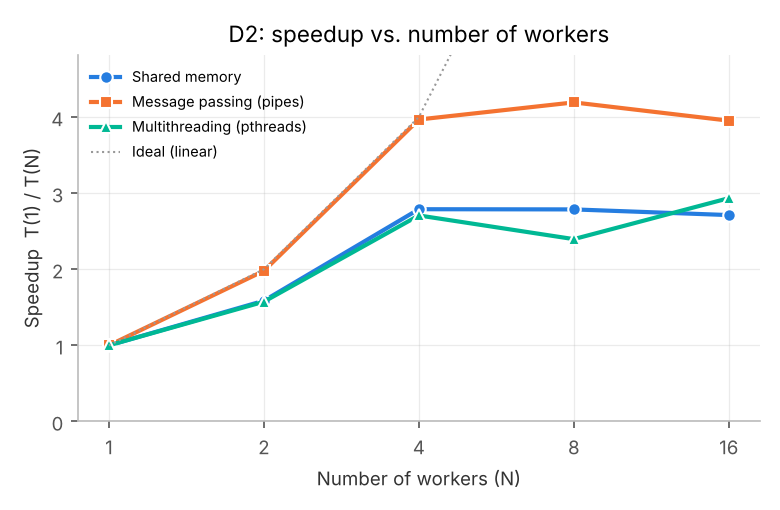 D2: speedup vs. number of workers
Shared memory
Message passing (pipes)
Multithreading (pthreads)
Ideal (linear)
Speedup T(1) / T(N)
4
3
2
1
0
1 2 4 8 16
Number of workers (N)